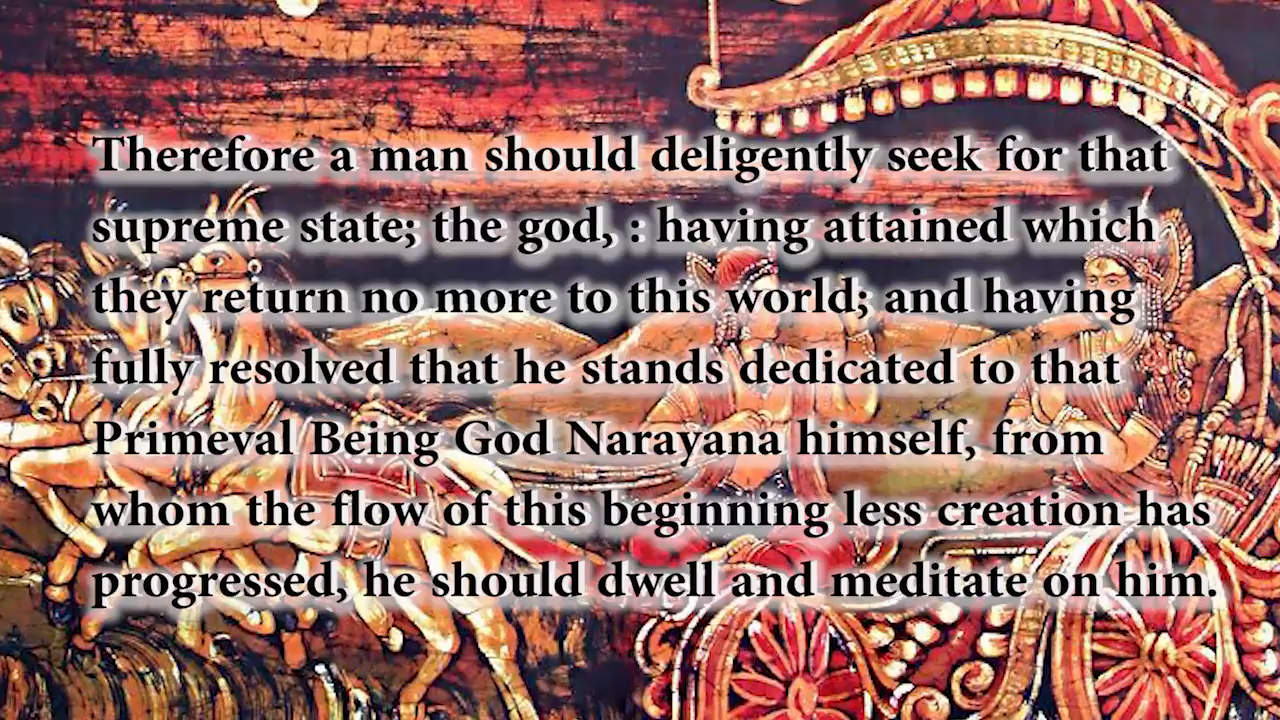 Therefore a man should deligently seek for that
supreme state; the god, : having attained which
they return no more to this world; and having
fully resolved that he stands dedicated to that
Primeval Being God Narayana himself, from
whom the flow of this beginning less creation has
progressed, he should dwell and meditate on him.